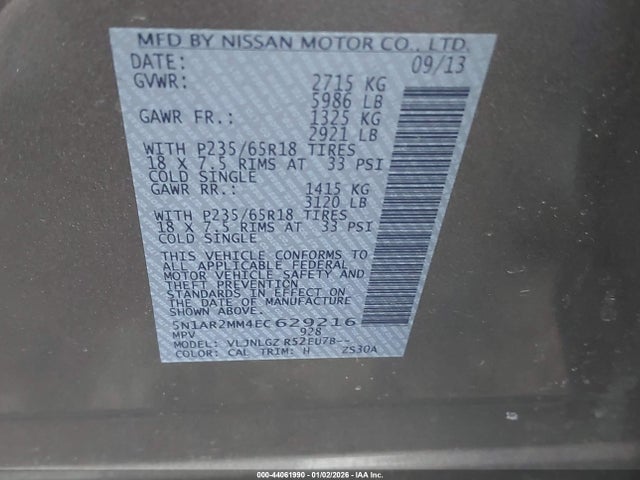 MFD BY NISSAN MOTOR CO., LTD.
DATE: 09/13
GVWR: 2715 KG
5986 LB
GAWR FR.: 1325 KG
2921 LB
WITH P235/65R18 TIRES
18 X 7.5 RIMS AT 33 PSI
COLD SINGLE
GAWR RR.: 1415 KG
3120 LB
WITH P235/65R18 TIRES
18 X 7.5 RIMS AT 33 PSI
COLD SINGLE
THIS VEHICLE CONFORMS TO
ALL APPLICABLE FEDERAL
MOTOR VEHICLE SAFETY AND
THEFT PREVENTION
STANDARDS IN EFFECT ON
THE DATE OF MANUFACTURE
SHOWN ABOVE.
5N1AR2MM4EC629216
MPV 928
MODEL: VLJNLGZ R52EU7B--
COLOR: CAL TRIM: H ZS30A
000-44061990 - 01/02/2026 - IAA Inc.